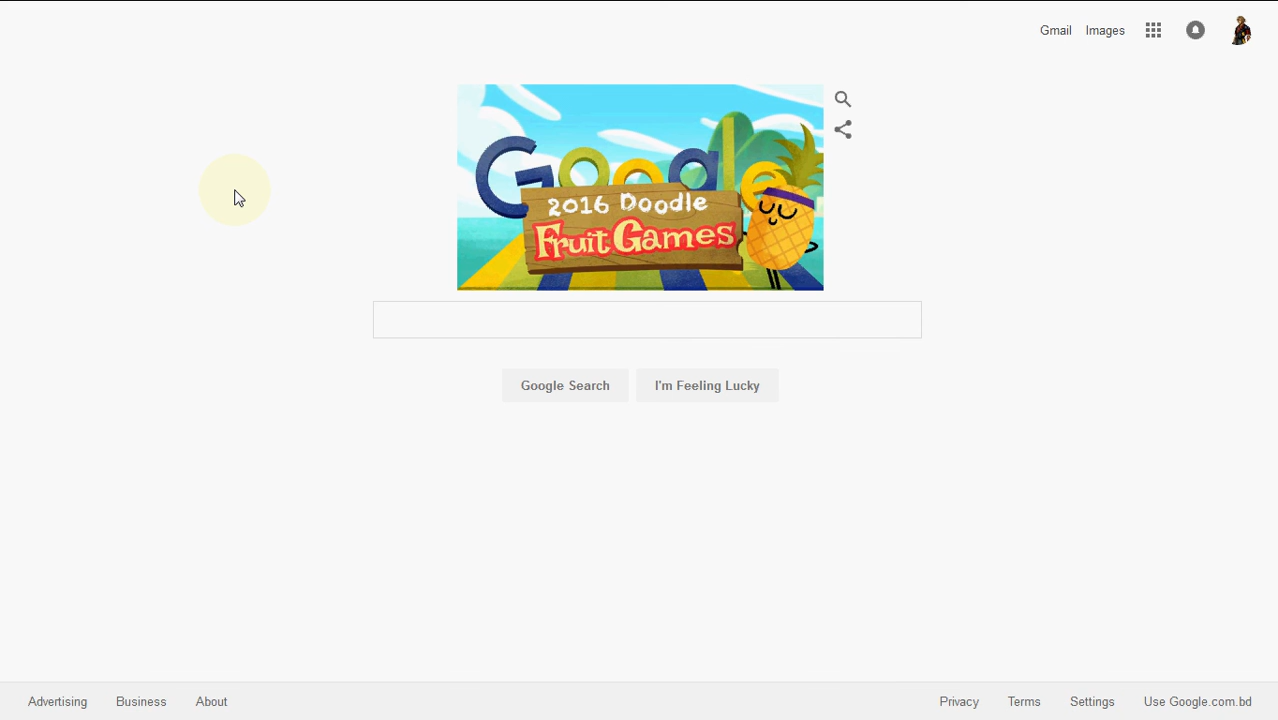 Gmail Images
Google
2016 Doodle
Fruit Games
Google Search I'm Feeling Lucky
Advertising Business About Privacy Terms Settings Use Google.com.bd